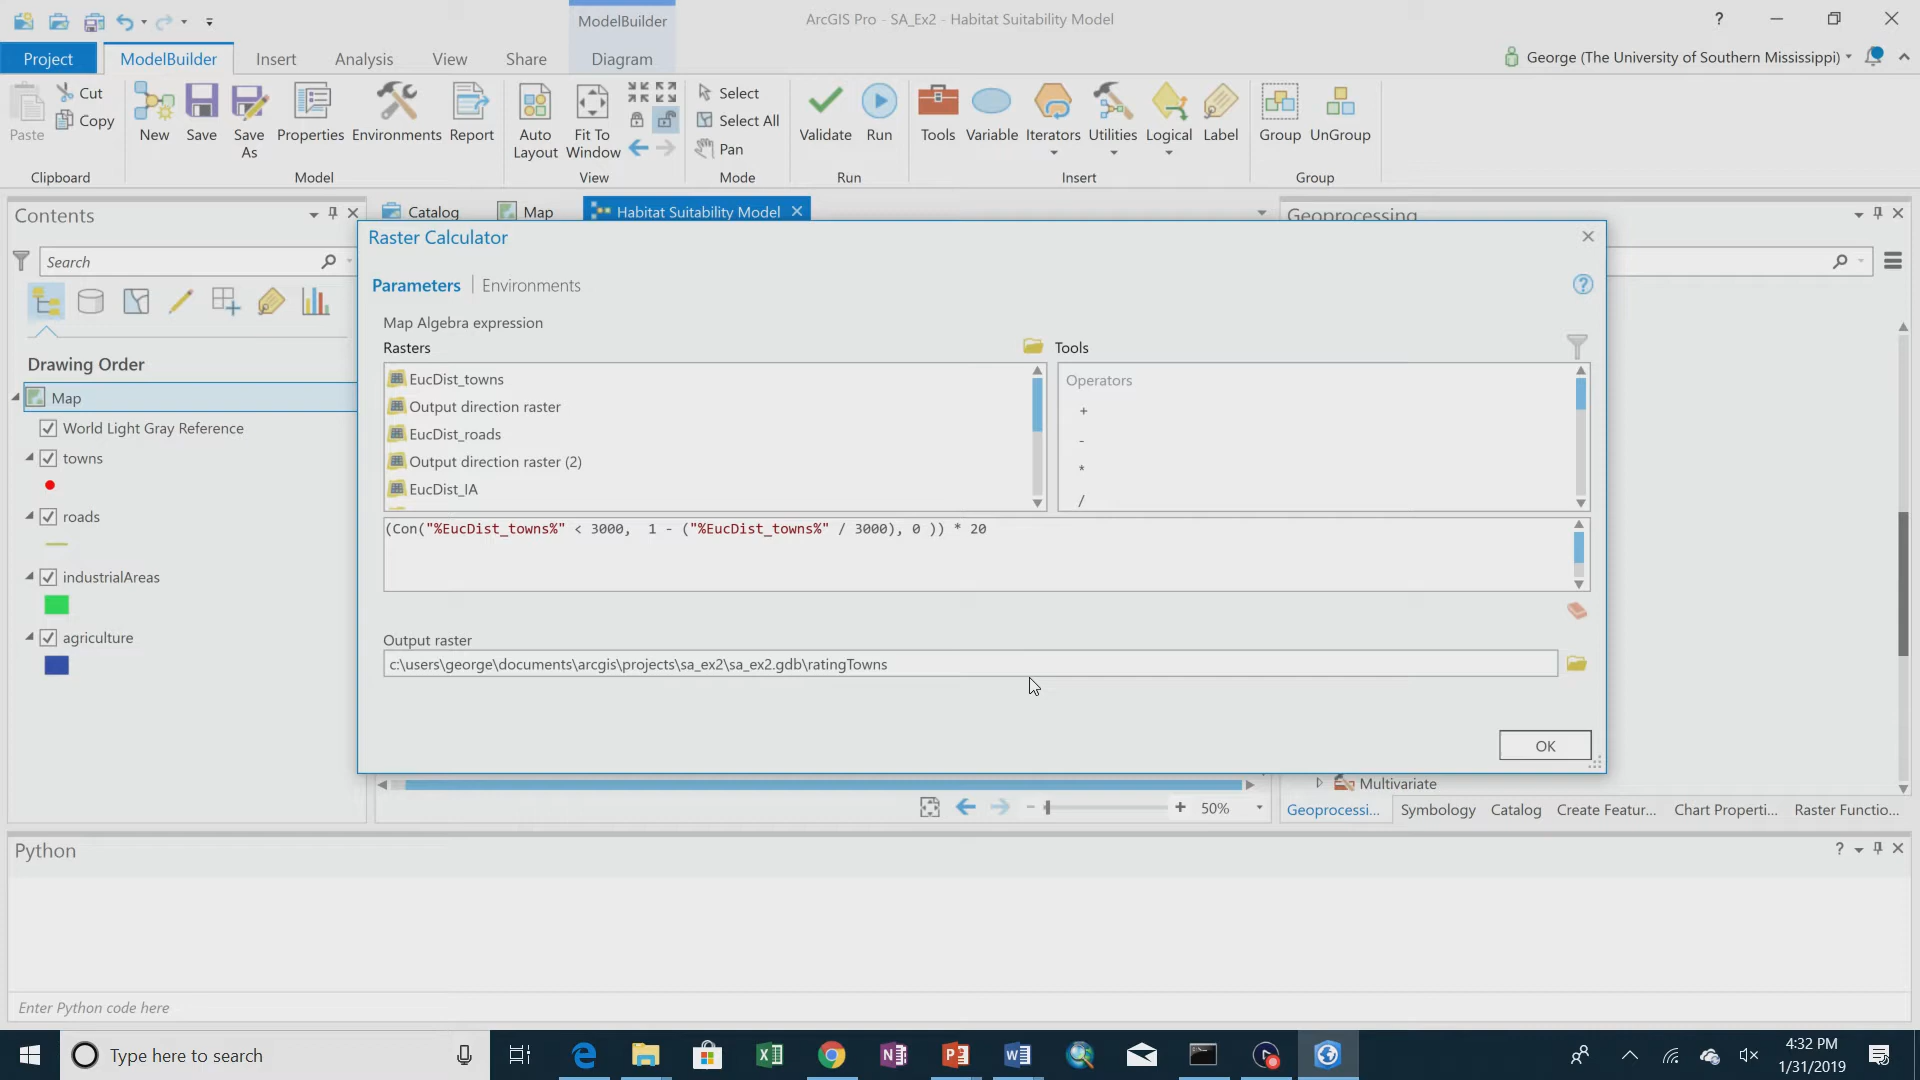 ModelBuilder
ArcGIS Pro - SA_Ex2 - Habitat Suitability Model
?
Project
ModelBuilder
Insert
Analysis
View
Share
Diagram
George (The University of Southern Mississippi)
Paste
Cut
Copy
Clipboard
New
Save
Save As
Properties
Environments
Report
Model
Auto Layout
Fit To Window
View
Select
Select All
Pan
Mode
Validate
Run
Run
Tools
Variable
Iterators
Utilities
Logical
Label
Insert
Group
UnGroup
Group
Contents
Search
Drawing Order
Map
World Light Gray Reference
towns
roads
industrialAreas
agriculture
Catalog
Map
Habitat Suitability Model
Geoprocessing
Raster Calculator
Parameters
Environments
?
Map Algebra expression
Rasters
Tools
EucDist_towns
Output direction raster
EucDist_roads
Output direction raster (2)
EucDist_IA
Operators
+
-
*
/
(Con("%EucDist_towns%" < 3000,  1 - ("%EucDist_towns%" / 3000), 0 )) * 20
Output raster
c:\users\george\documents\arcgis\projects\sa_ex2\sa_ex2.gdb\ratingTowns
OK
50%
Multivariate
Geoprocessi...
Symbology
Catalog
Create Featur...
Chart Properti...
Raster Functio...
Python
?
Enter Python code here
Type here to search
4:32 PM
1/31/2019